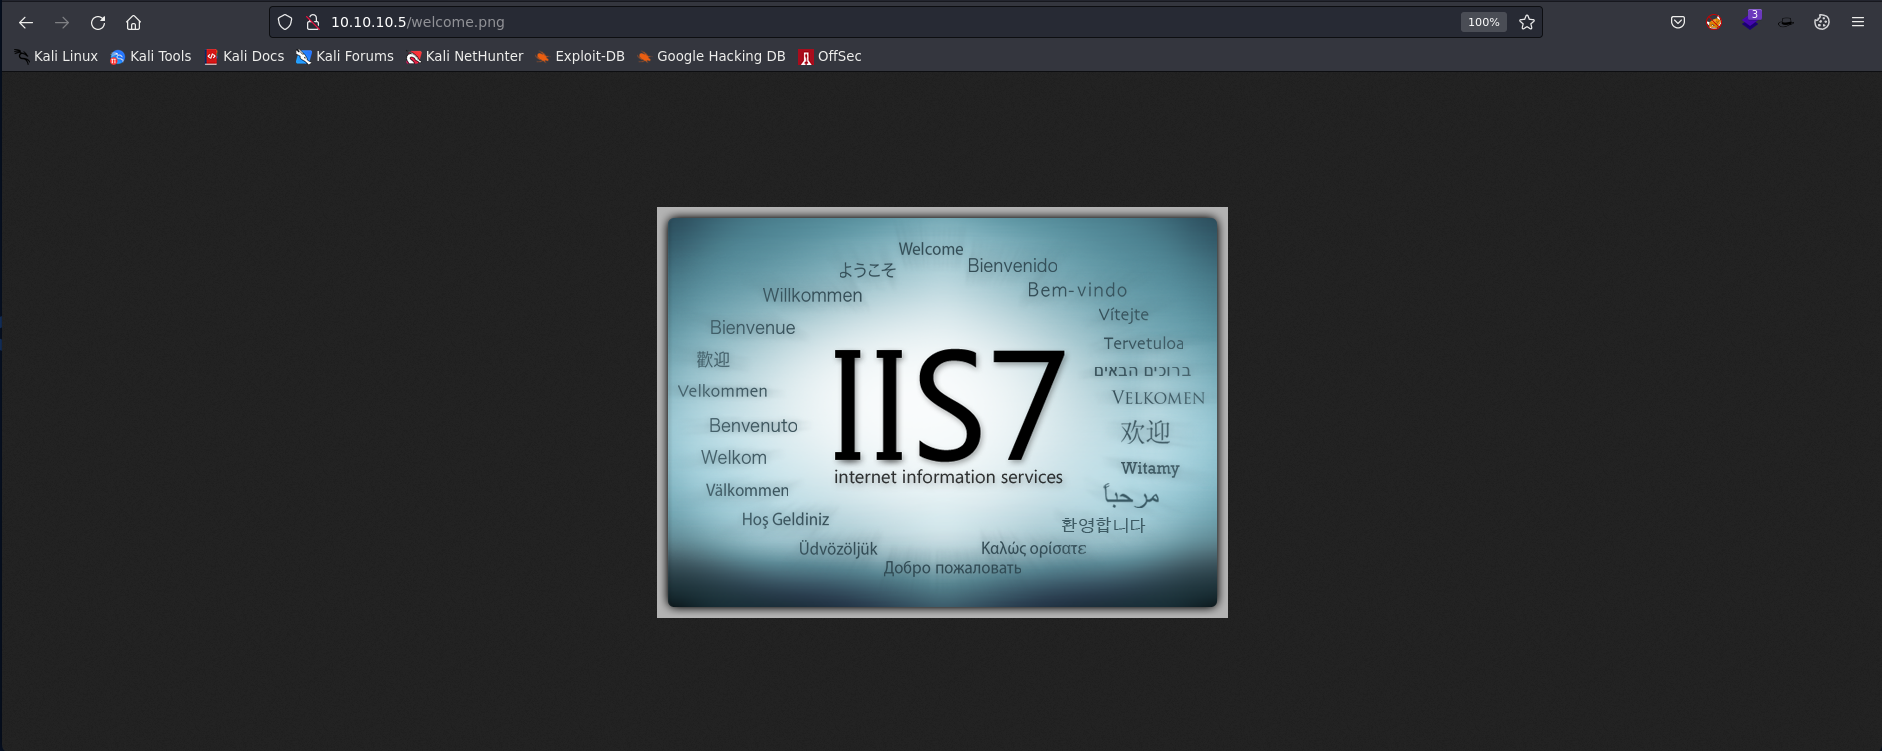 10.10.10.5/welcome.png
100%
3
Kali Linux Kali Tools Kali Docs Kali Forums Kali NetHunter Exploit-DB Google Hacking DB OffSec
Welcome
ようこそ
Bienvenido
Willkommen
Bem-vindo
Bienvenue
Vítejte
歡迎
Tervetuloa
ברוכים הבאים
Velkommen
VELKOMEN
IIS7
internet information services
Benvenuto
欢迎
Welkom
Witamy
Välkommen
مرحباً
Hoş Geldiniz
환영합니다
Üdvözöljük
Καλώς ορίσατε
Добро пожаловать